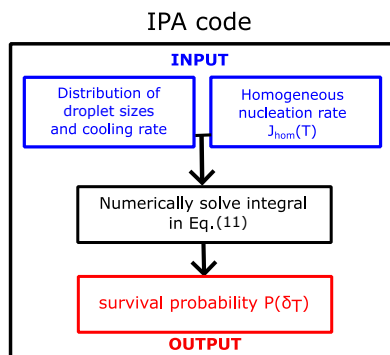 IPA code
INPUT
Distribution of
droplet sizes
and cooling rate
Homogeneous
nucleation rate
Jhom(T)
Numerically solve integral
in Eq.(11)
survival probability P(δT)
OUTPUT